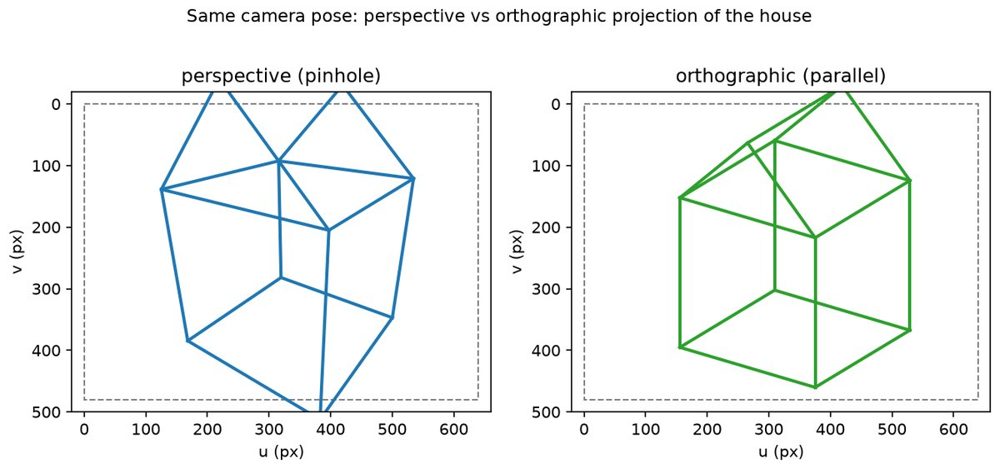 Same camera pose: perspective vs orthographic projection of the house
perspective (pinhole)
0
100
200
300
400
500
v (px)
0 100 200 300 400 500 600
u (px)
orthographic (parallel)
0
100
200
300
400
500
v (px)
0 100 200 300 400 500 600
u (px)